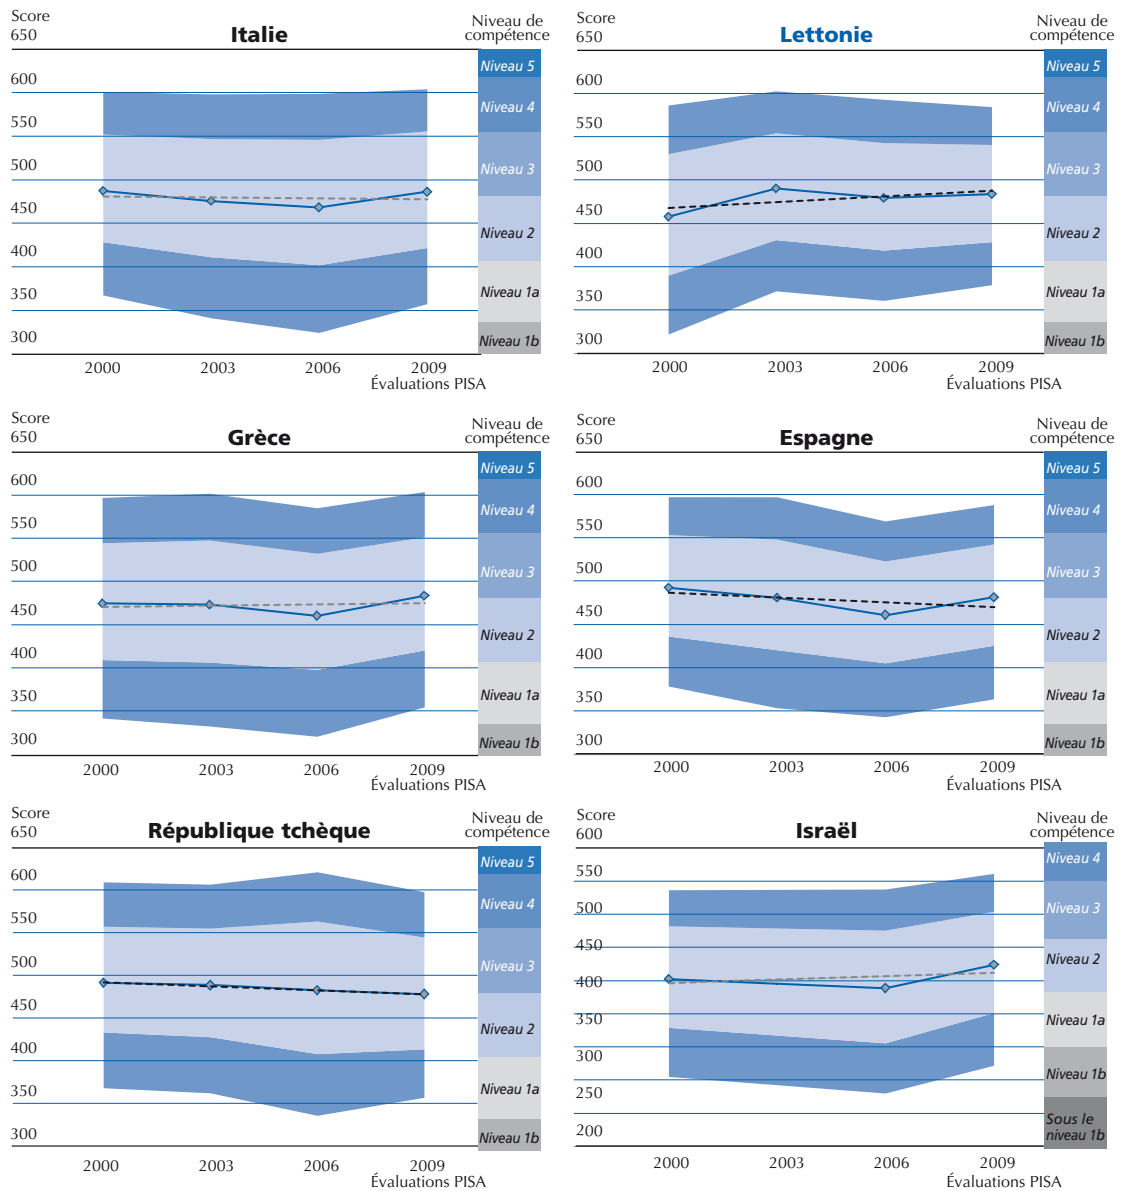 Score
650
Italie
Niveau de
compétence
600
550
500
450
400
350
300
Niveau 5
Niveau 4
Niveau 3
Niveau 2
Niveau 1a
Niveau 1b
2000 2003 2006 2009
Évaluations PISA
Score
650
Lettonie
Niveau de
compétence
600
550
500
450
400
350
300
Niveau 5
Niveau 4
Niveau 3
Niveau 2
Niveau 1a
Niveau 1b
2000 2003 2006 2009
Évaluations PISA
Score
650
Grèce
Niveau de
compétence
600
550
500
450
400
350
300
Niveau 5
Niveau 4
Niveau 3
Niveau 2
Niveau 1a
Niveau 1b
2000 2003 2006 2009
Évaluations PISA
Score
650
Espagne
Niveau de
compétence
600
550
500
450
400
350
300
Niveau 5
Niveau 4
Niveau 3
Niveau 2
Niveau 1a
Niveau 1b
2000 2003 2006 2009
Évaluations PISA
Score
650
République tchèque
Niveau de
compétence
600
550
500
450
400
350
300
Niveau 5
Niveau 4
Niveau 3
Niveau 2
Niveau 1a
Niveau 1b
2000 2003 2006 2009
Évaluations PISA
Score
600
Israël
Niveau de
compétence
550
500
450
400
350
300
250
200
Niveau 4
Niveau 3
Niveau 2
Niveau 1a
Niveau 1b
Sous le
niveau 1b
2000 2003 2006 2009
Évaluations PISA